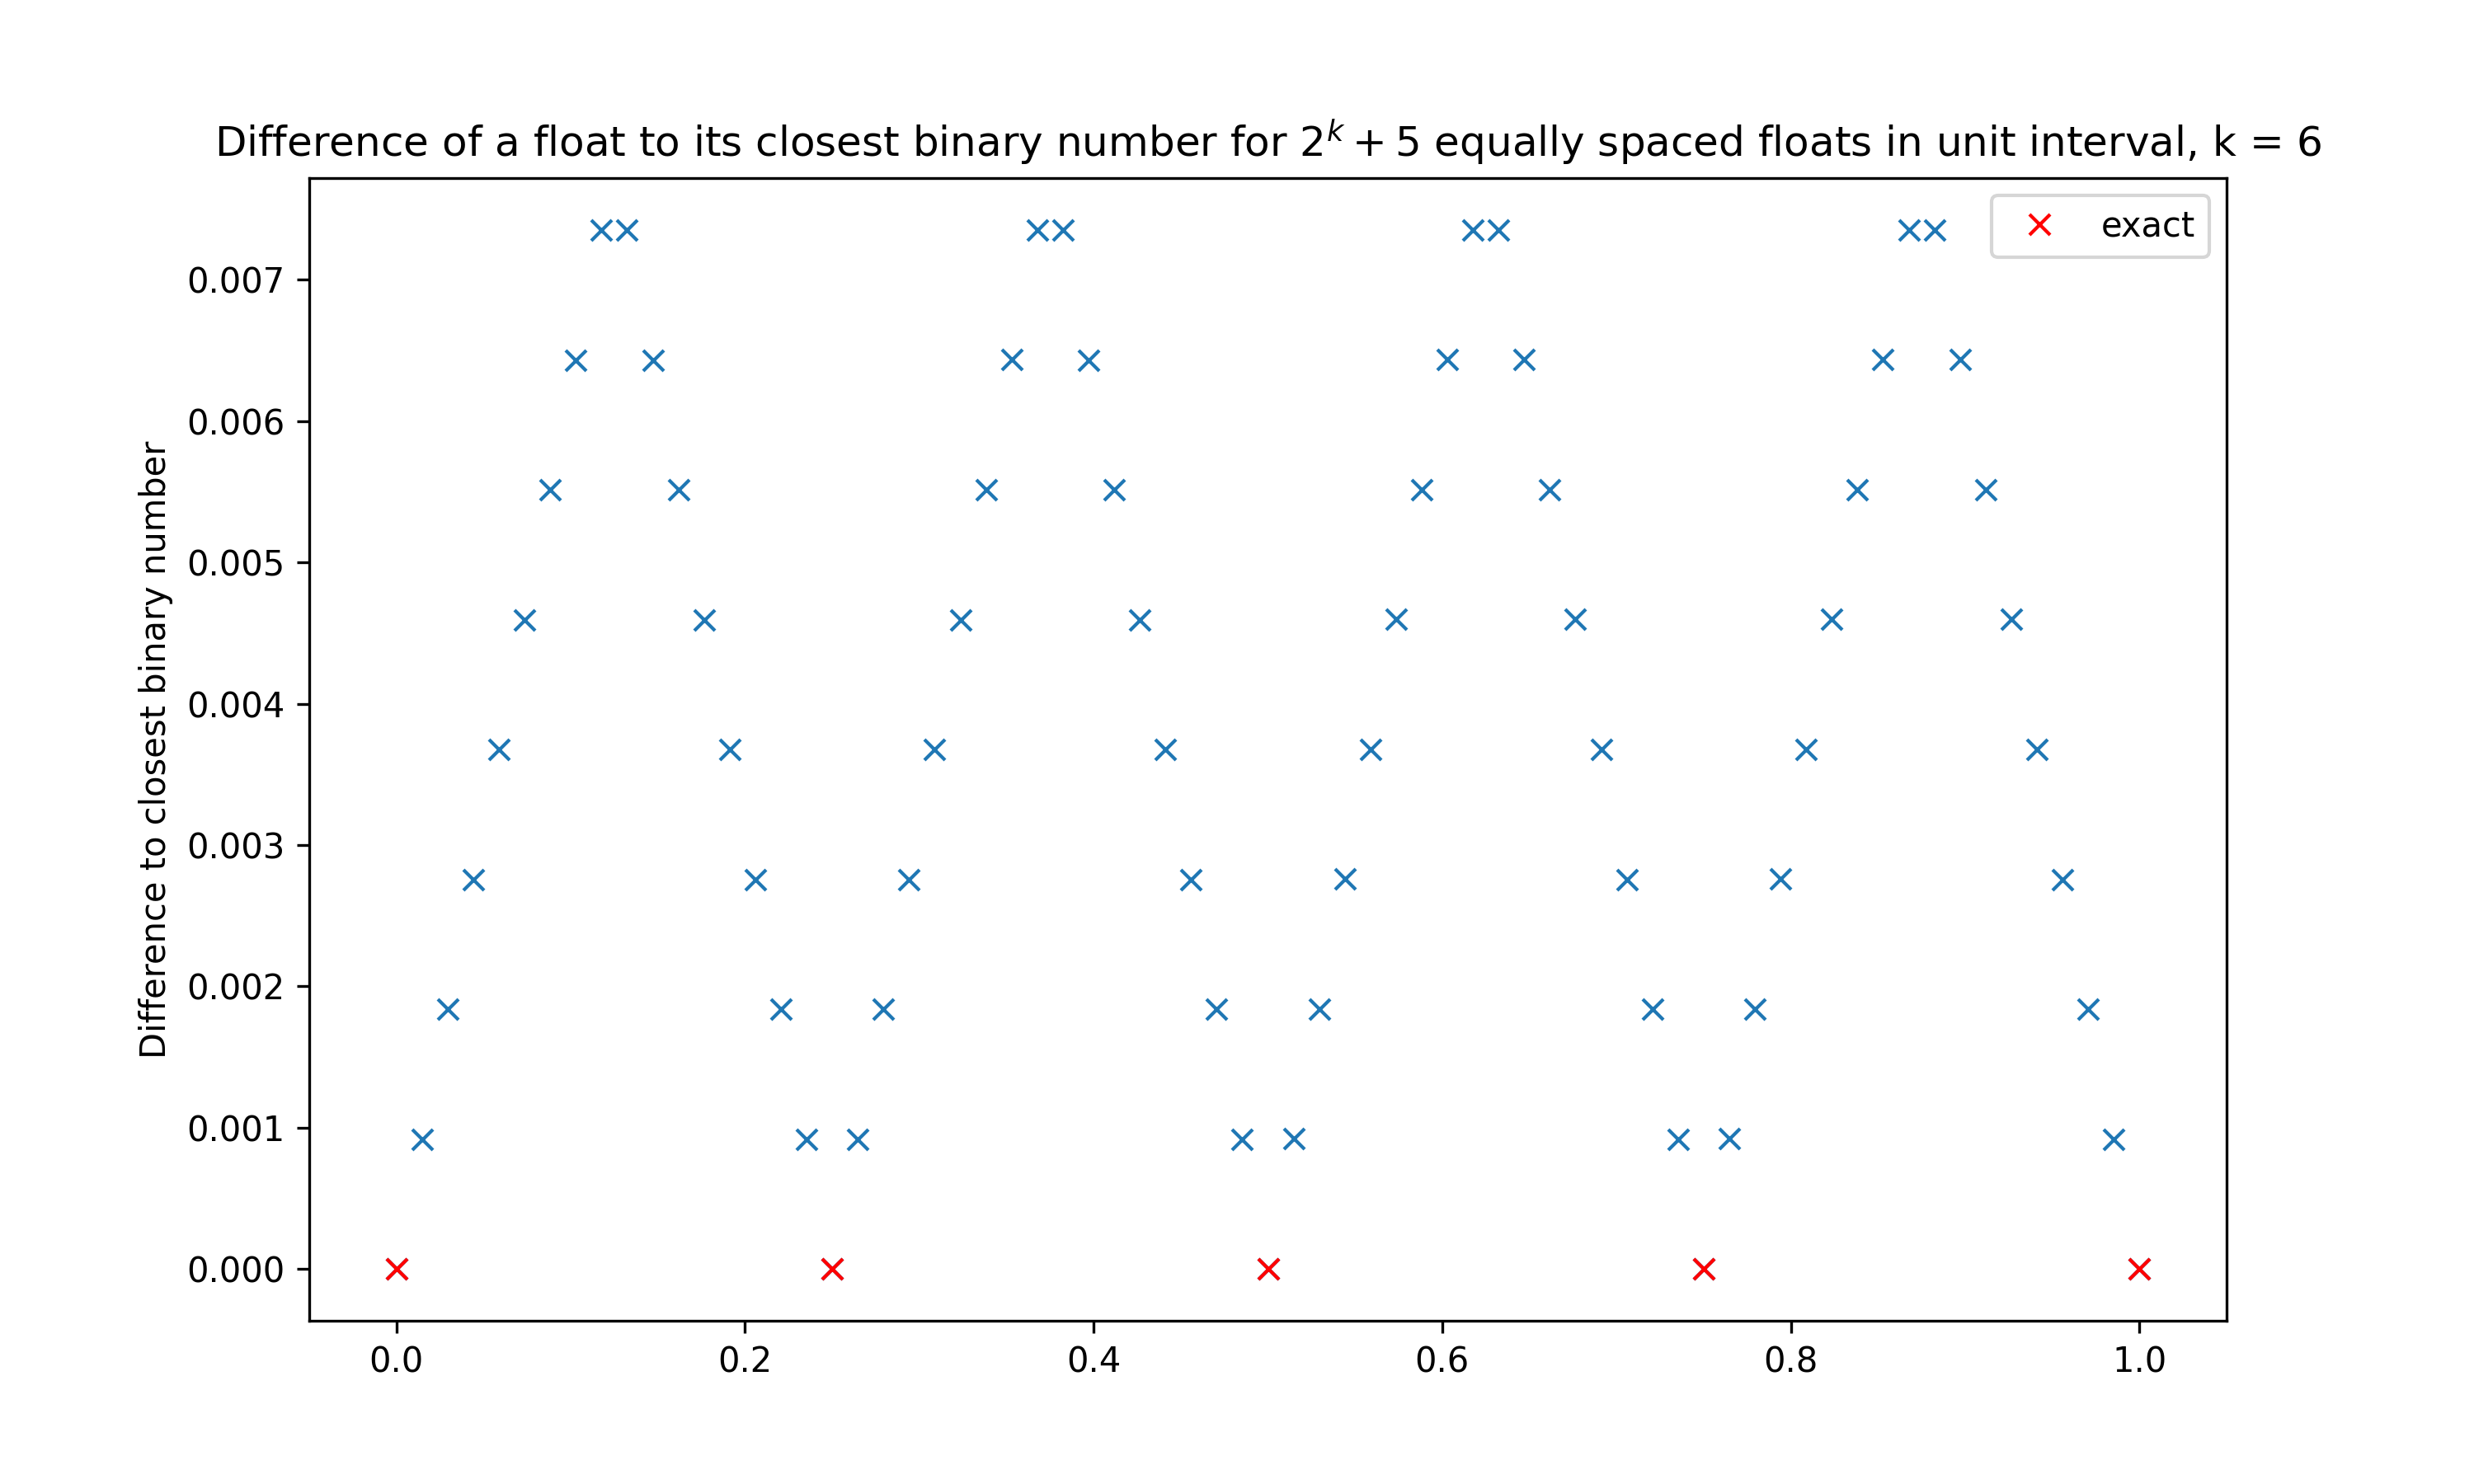 Difference of a float to its closest binary number for 2^k + 5 equally spaced floats in unit interval, k = 6
exact
Difference to closest binary number
0.007
0.006
0.005
0.004
0.003
0.002
0.001
0.000
0.0 0.2 0.4 0.6 0.8 1.0